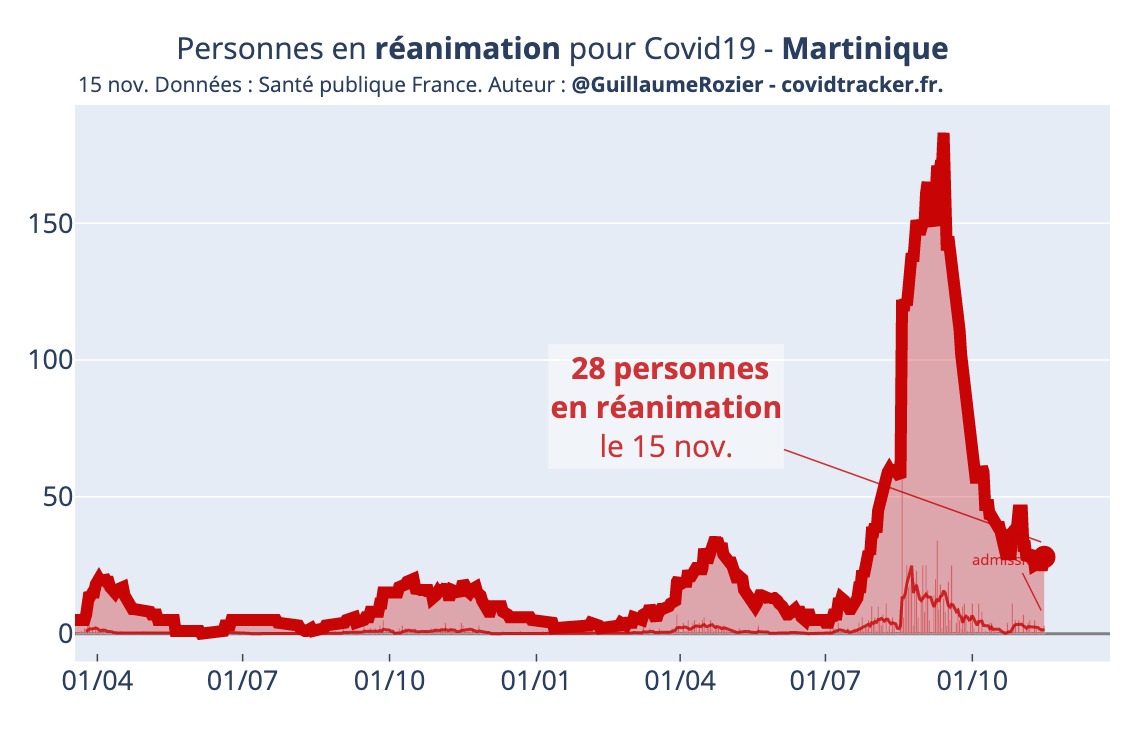 Personnes en réanimation pour Covid19 - Martinique
15 nov. Données : Santé publique France. Auteur : @GuillaumeRozier - covidtracker.fr.
150
100
50
0
28 personnes
en réanimation
le 15 nov.
01/04
01/07
01/10
01/01
01/04
01/07
01/10